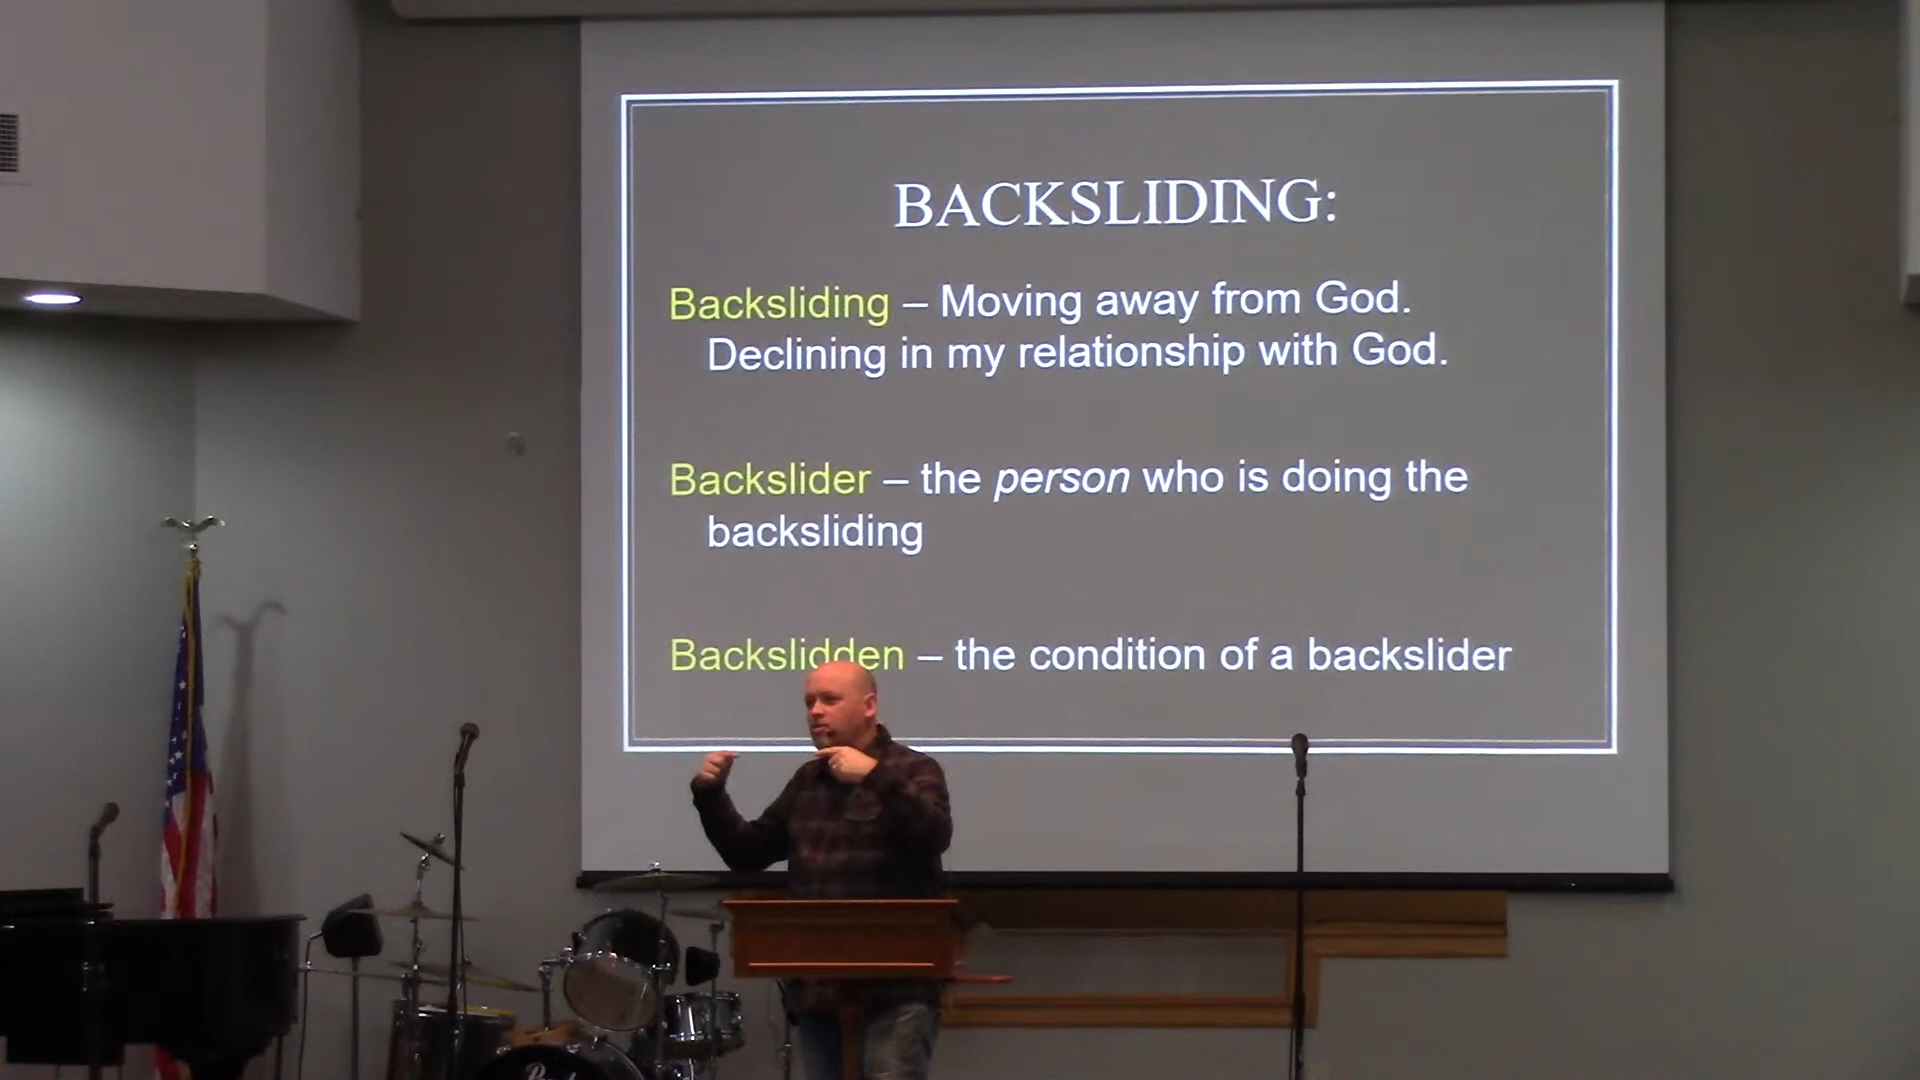 BACKSLIDING:
Backsliding – Moving away from God.
Declining in my relationship with God.
Backslider – the person who is doing the
backsliding
Backslidden – the condition of a backslider